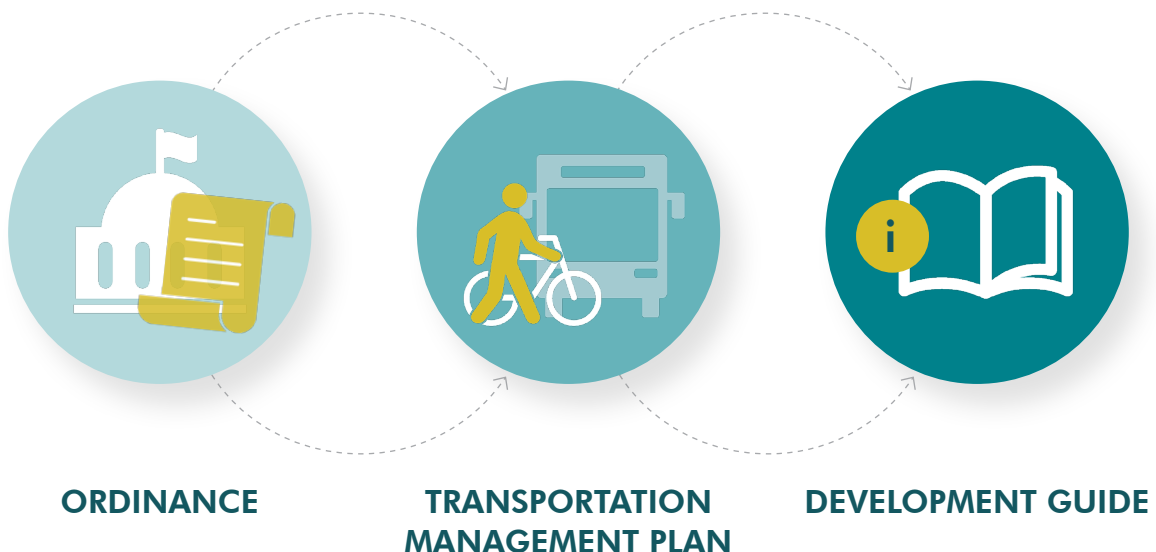 i
ORDINANCE
TRANSPORTATION
MANAGEMENT PLAN
DEVELOPMENT GUIDE